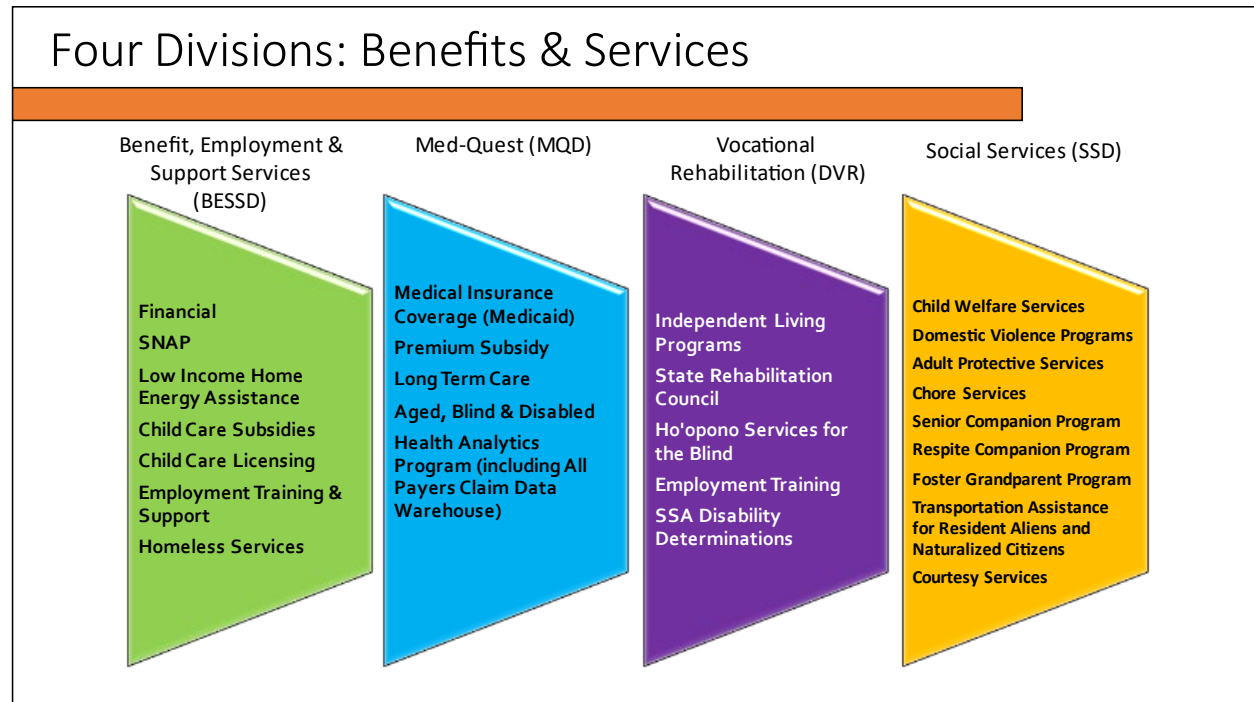 Four Divisions: Benefits & Services
Benefit, Employment &
Support Services
(BESSD)
Financial
SNAP
Low Income Home
Energy Assistance
Child Care Subsidies
Child Care Licensing
Employment Training &
Support
Homeless Services
Med-Quest (MQD)
Medical Insurance
Coverage (Medicaid)
Premium Subsidy
Long Term Care
Aged, Blind & Disabled
Health Analytics
Program (including All
Payers Claim Data
Warehouse)
Vocational
Rehabilitation (DVR)
Independent Living
Programs
State Rehabilitation
Council
Ho'opono Services for
the Blind
Employment Training
SSA Disability
Determinations
Social Services (SSD)
Child Welfare Services
Domestic Violence Programs
Adult Protective Services
Chore Services
Senior Companion Program
Respite Companion Program
Foster Grandparent Program
Transportation Assistance
for Resident Aliens and
Naturalized Citizens
Courtesy Services